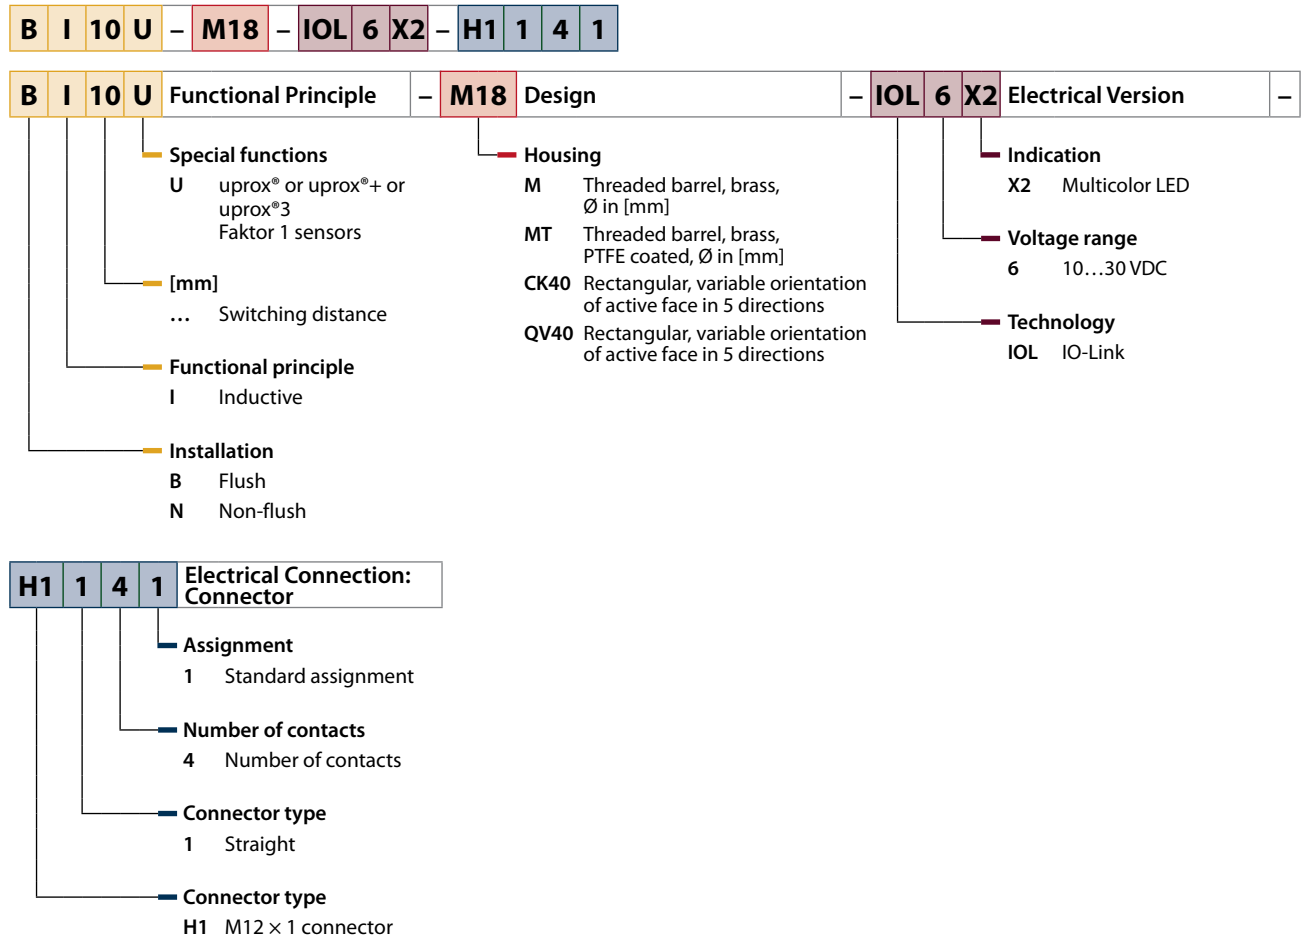 B I 10 U – M18 – IOL 6 X2 – H1 1 4 1
B I 10 U Functional Principle – M18 Design – IOL 6 X2 Electrical Version –
Special functions
U uprox® or uprox®+ or
uprox®3
Faktor 1 sensors
[mm]
... Switching distance
Functional principle
I Inductive
Installation
B Flush
N Non-flush
Housing
M Threaded barrel, brass,
Ø in [mm]
MT Threaded barrel, brass,
PTFE coated, Ø in [mm]
CK40 Rectangular, variable orientation
of active face in 5 directions
QV40 Rectangular, variable orientation
of active face in 5 directions
Indication
X2 Multicolor LED
Voltage range
6 10…30 VDC
Technology
IOL IO-Link
H1 1 4 1 Electrical Connection:
Connector
Assignment
1 Standard assignment
Number of contacts
4 Number of contacts
Connector type
1 Straight
Connector type
H1 M12 × 1 connector